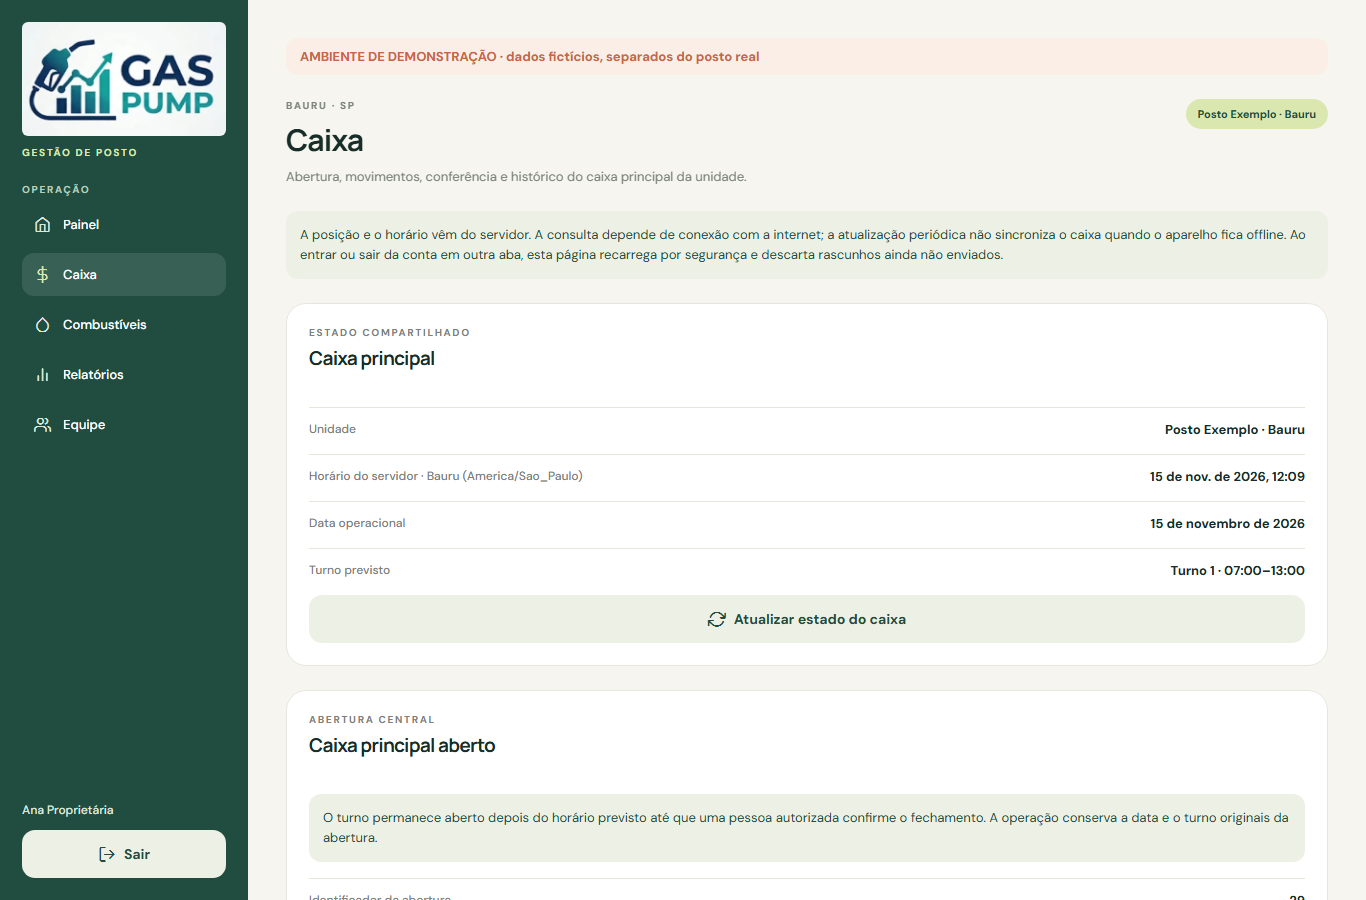 GAS
PUMP
GESTÃO DE POSTO
OPERAÇÃO
Painel
Caixa
Combustíveis
Relatórios
Equipe
Ana Proprietária
Sair
AMBIENTE DE DEMONSTRAÇÃO · dados fictícios, separados do posto real
BAURU · SP
Caixa
Abertura, movimentos, conferência e histórico do caixa principal da unidade.
Posto Exemplo · Bauru
A posição e o horário vêm do servidor. A consulta depende de conexão com a internet; a atualização periódica não sincroniza o caixa quando o aparelho fica offline. Ao
entrar ou sair da conta em outra aba, esta página recarrega por segurança e descarta rascunhos ainda não enviados.
ESTADO COMPARTILHADO
Caixa principal
Unidade Posto Exemplo · Bauru
Horário do servidor · Bauru (America/Sao_Paulo) 15 de nov. de 2026, 12:09
Data operacional 15 de novembro de 2026
Turno previsto Turno 1 · 07:00–13:00
Atualizar estado do caixa
ABERTURA CENTRAL
Caixa principal aberto
O turno permanece aberto depois do horário previsto até que uma pessoa autorizada confirme o fechamento. A operação conserva a data e o turno originais da
abertura.
Identificador da abertura 29